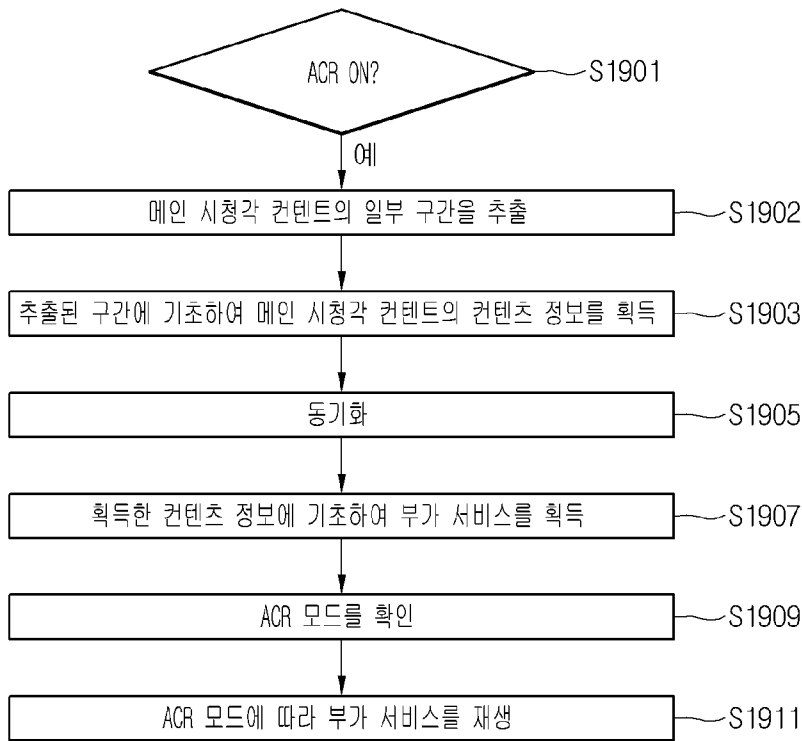 ACR ON?
S1901
예
메인 시청각 컨텐트의 일부 구간을 추출
S1902
추출된 구간에 기초하여 메인 시청각 컨텐트의 컨텐츠 정보를 획득
S1903
동기화
S1905
획득한 컨텐츠 정보에 기초하여 부가 서비스를 획득
S1907
ACR 모드를 확인
S1909
ACR 모드에 따라 부가 서비스를 재생
S1911